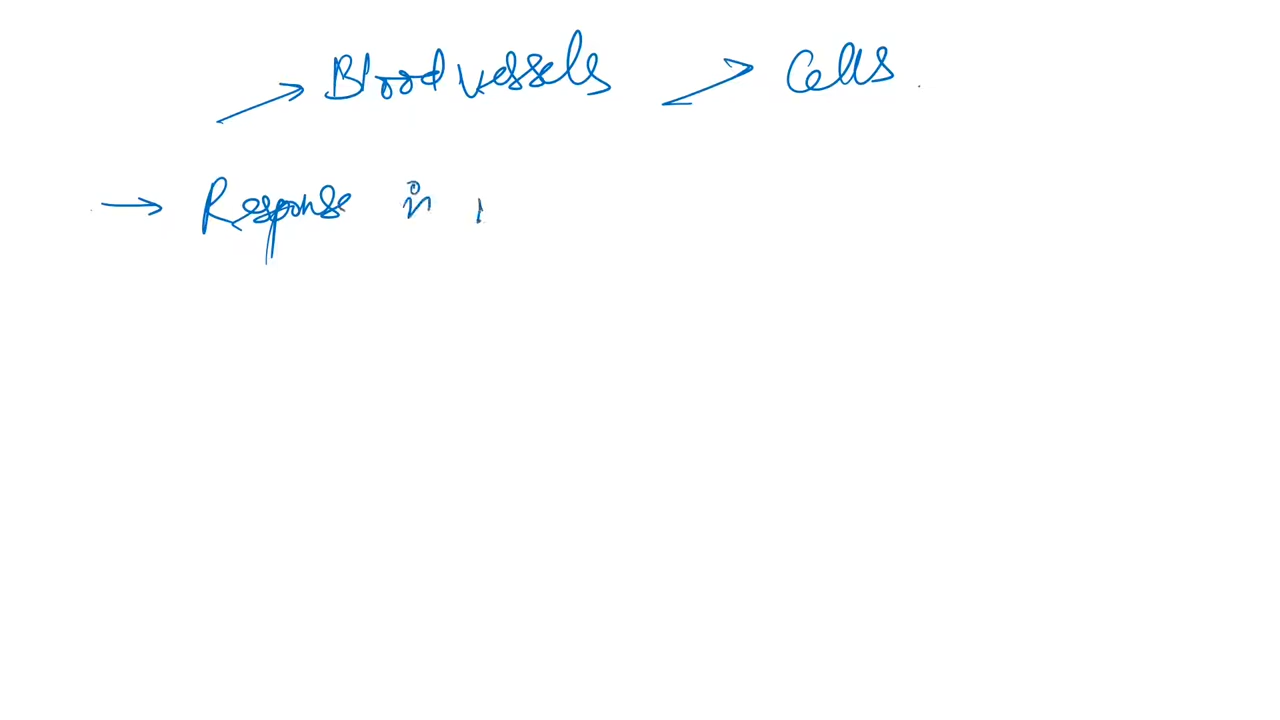 → Blood vessels → Cells
→ Response in